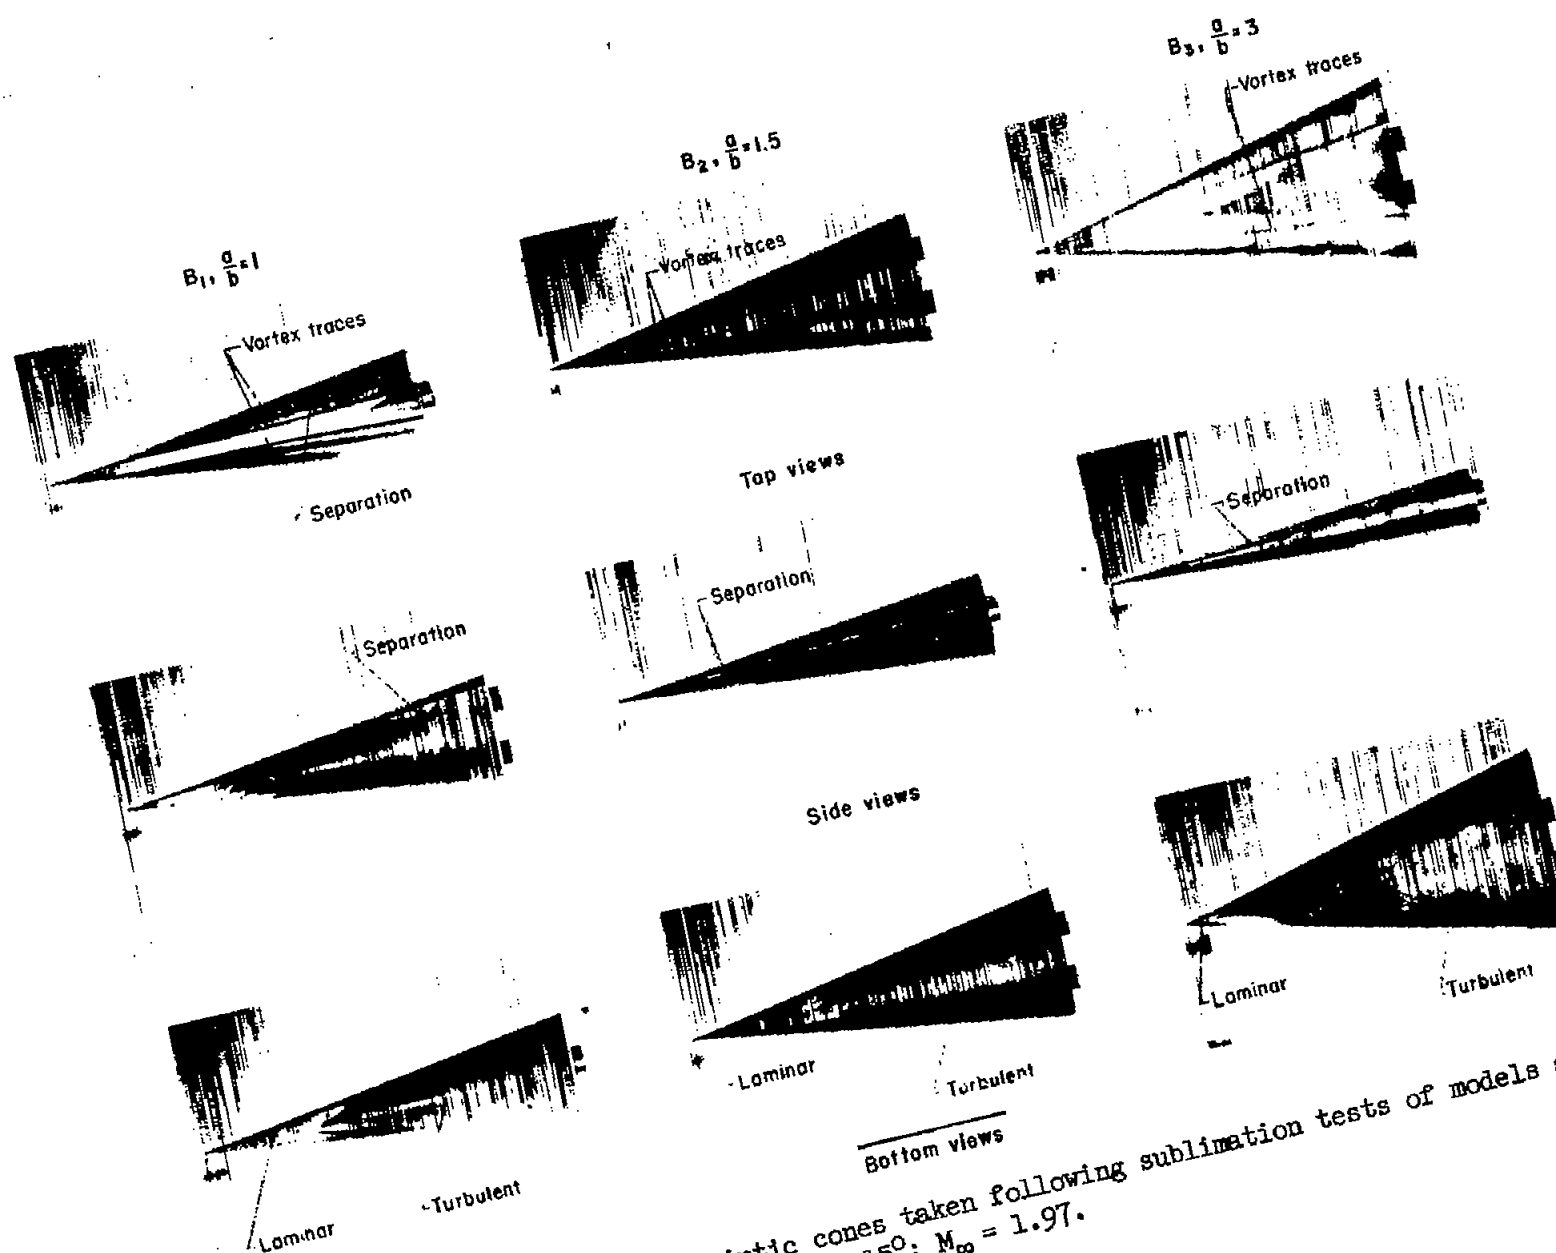 B₁, a/b = 1
B₂, a/b = 1.5
B₃, a/b = 3
Vortex traces
Vortex traces
Vortex traces
Separation
Top views
Separation
Separation
Separation
Side views
Laminar
Turbulent
Laminar
Turbulent
Laminar
Turbulent
Bottom views
cones taken following sublimation tests of models
M∞ = 1.97.